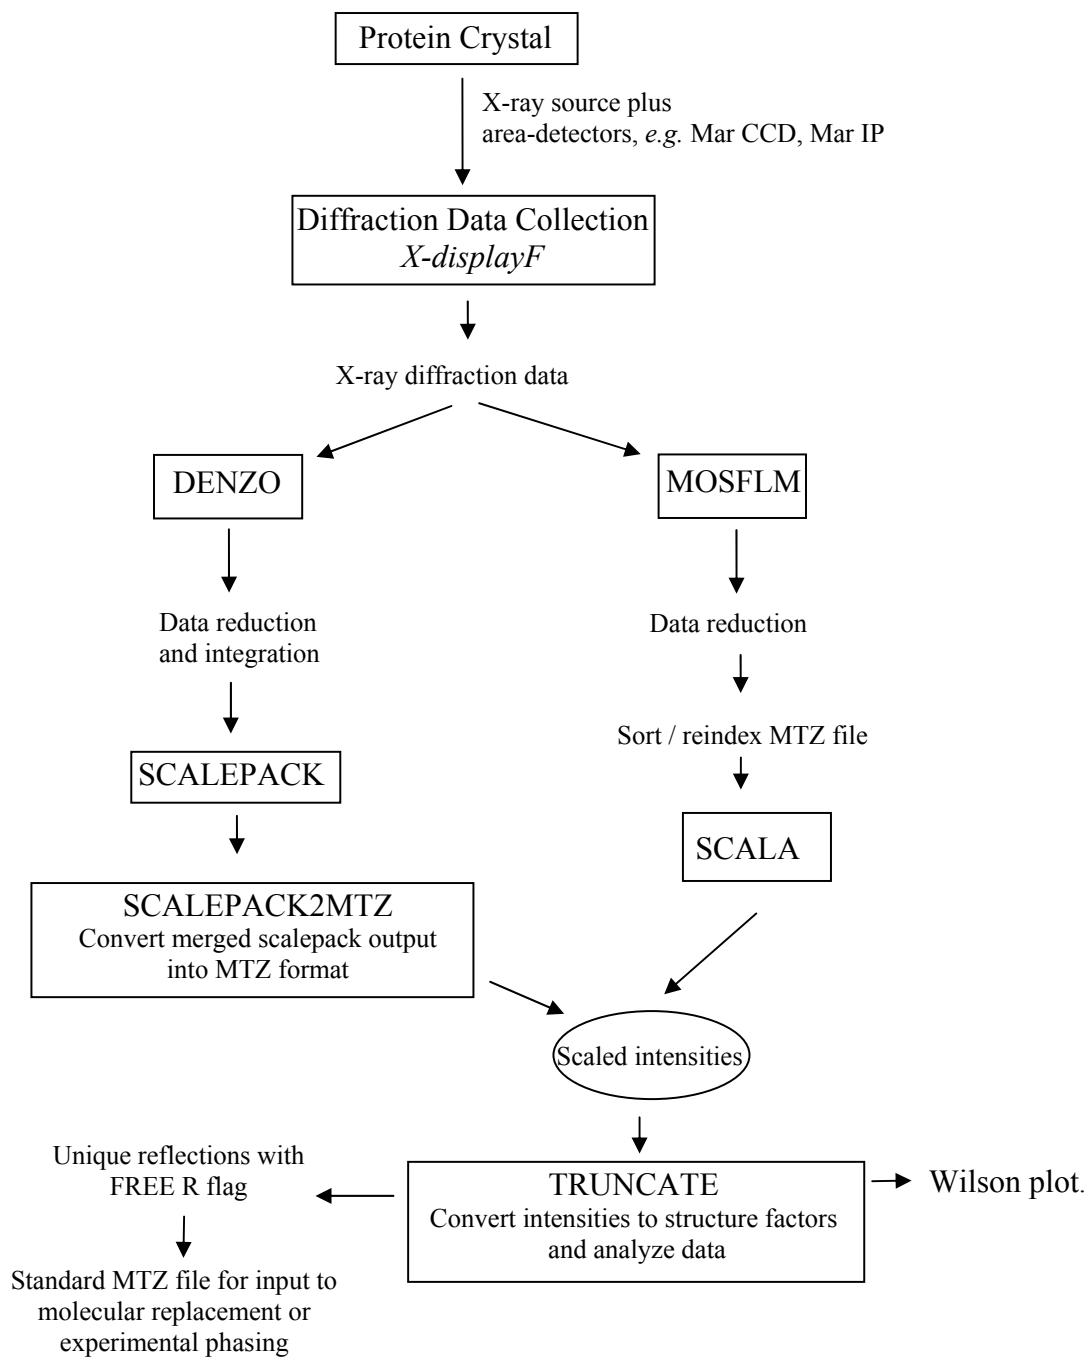 Protein Crystal
X-ray source plus
area-detectors, e.g. Mar CCD, Mar IP
Diffraction Data Collection
X-displayF
X-ray diffraction data
DENZO
MOSFLM
Data reduction
and integration
Data reduction
Sort / reindex MTZ file
SCALEPACK
SCALA
SCALEPACK2MTZ
Convert merged scalepack output
into MTZ format
Scaled intensities
Unique reflections with
FREE R flag
TRUNCATE
Convert intensities to structure factors
and analyze data
Wilson plot.
Standard MTZ file for input to
molecular replacement or
experimental phasing